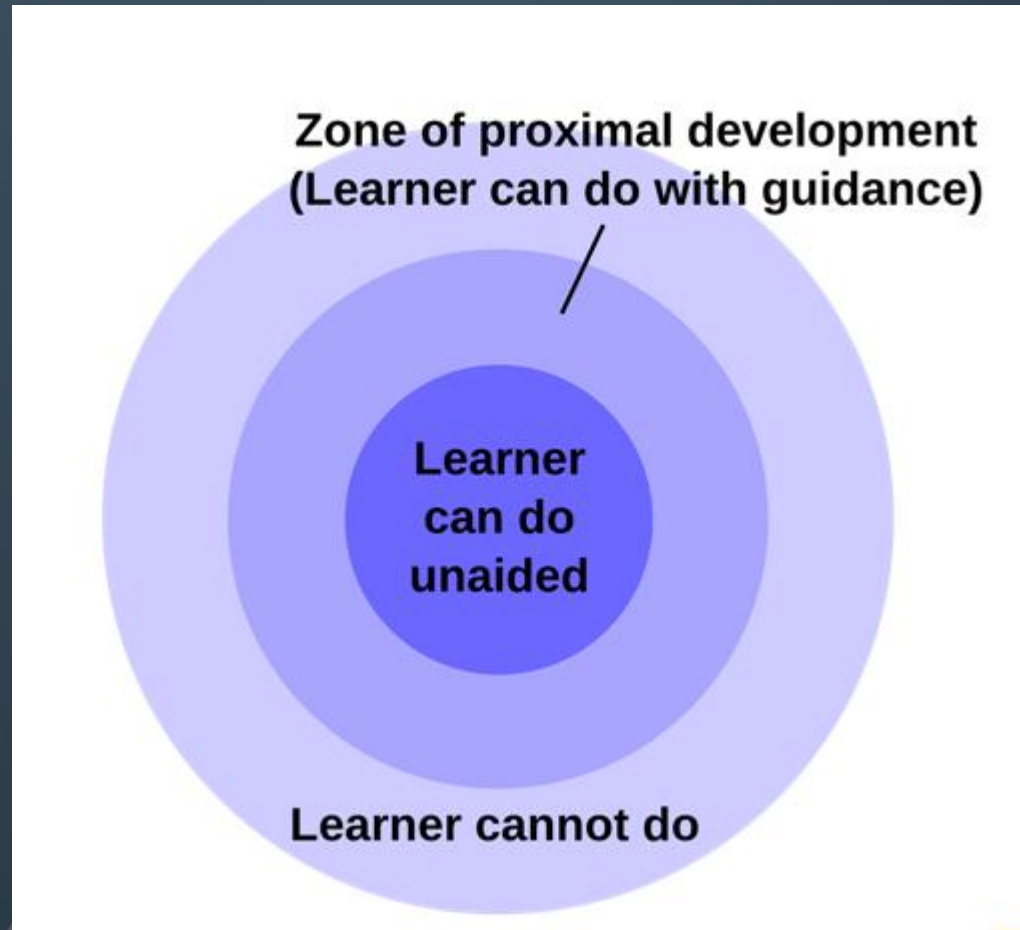 Zone of proximal development
(Learner can do with guidance)
Learner
can do
unaided
Learner cannot do